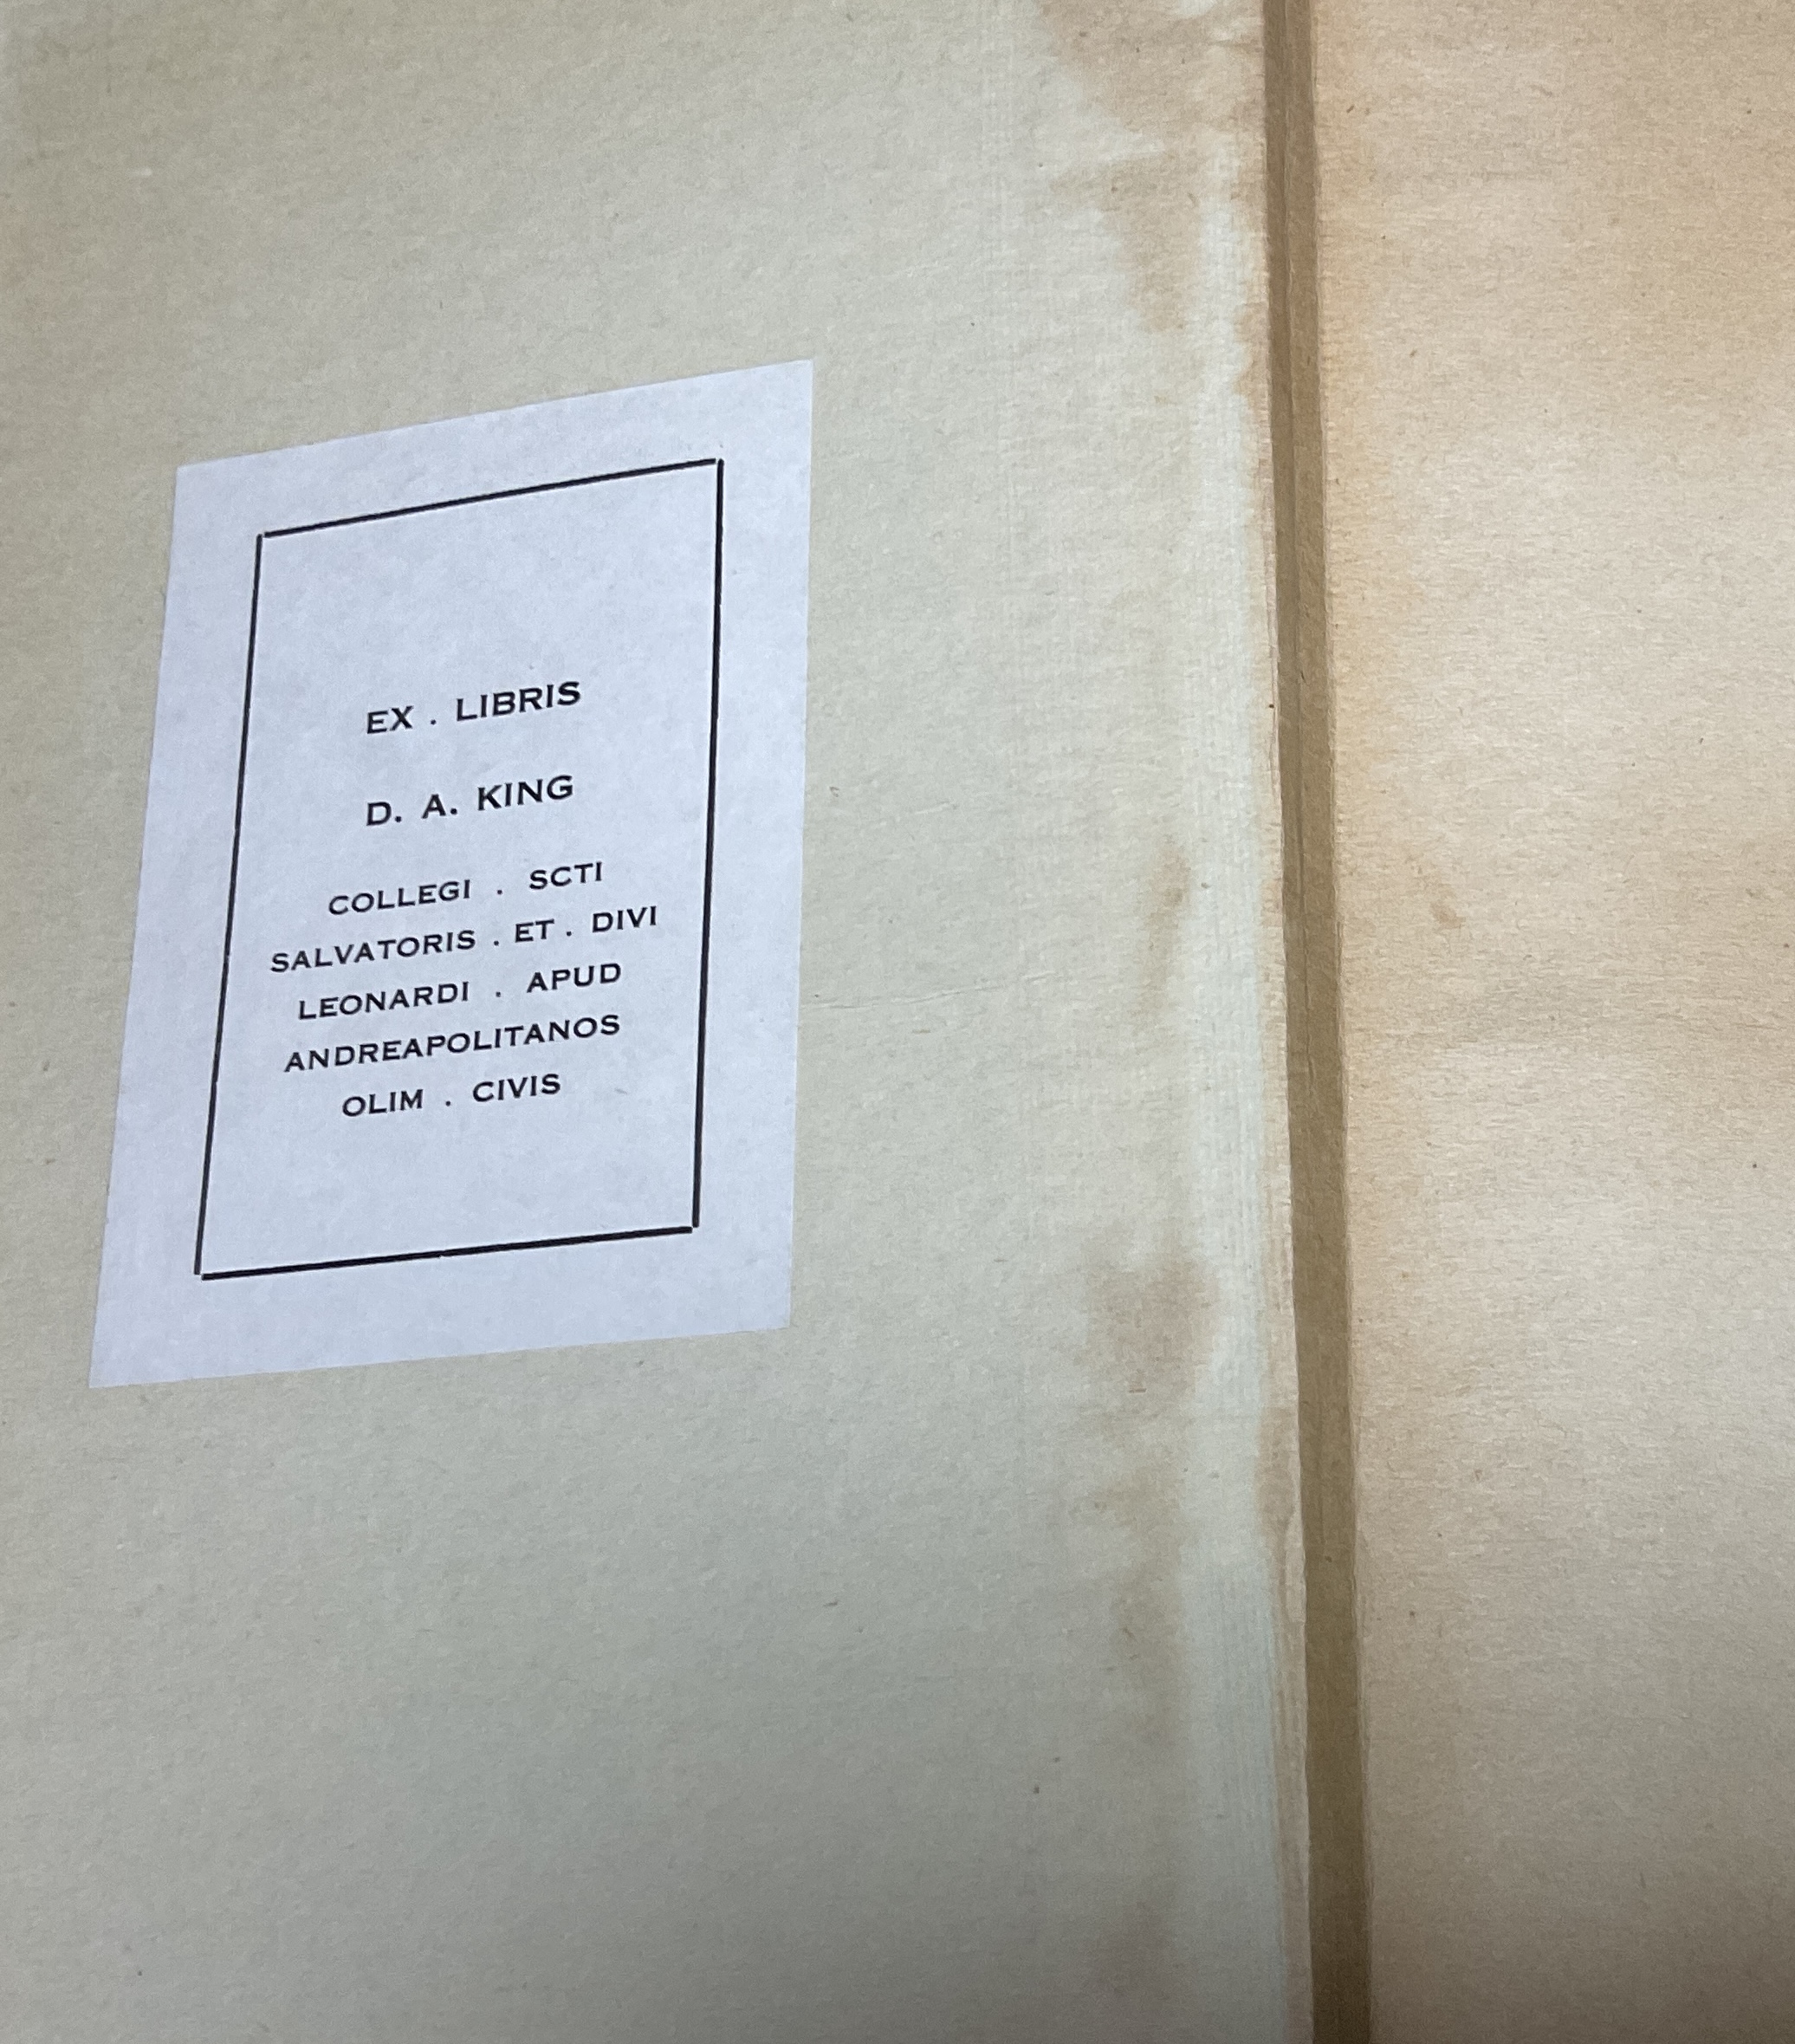 EX . LIBRIS
D. A. KING
COLLEGI . SCTI
SALVATORIS . ET . DIVI
LEONARDI . APUD
ANDREAPOLITANOS
OLIM . CIVIS